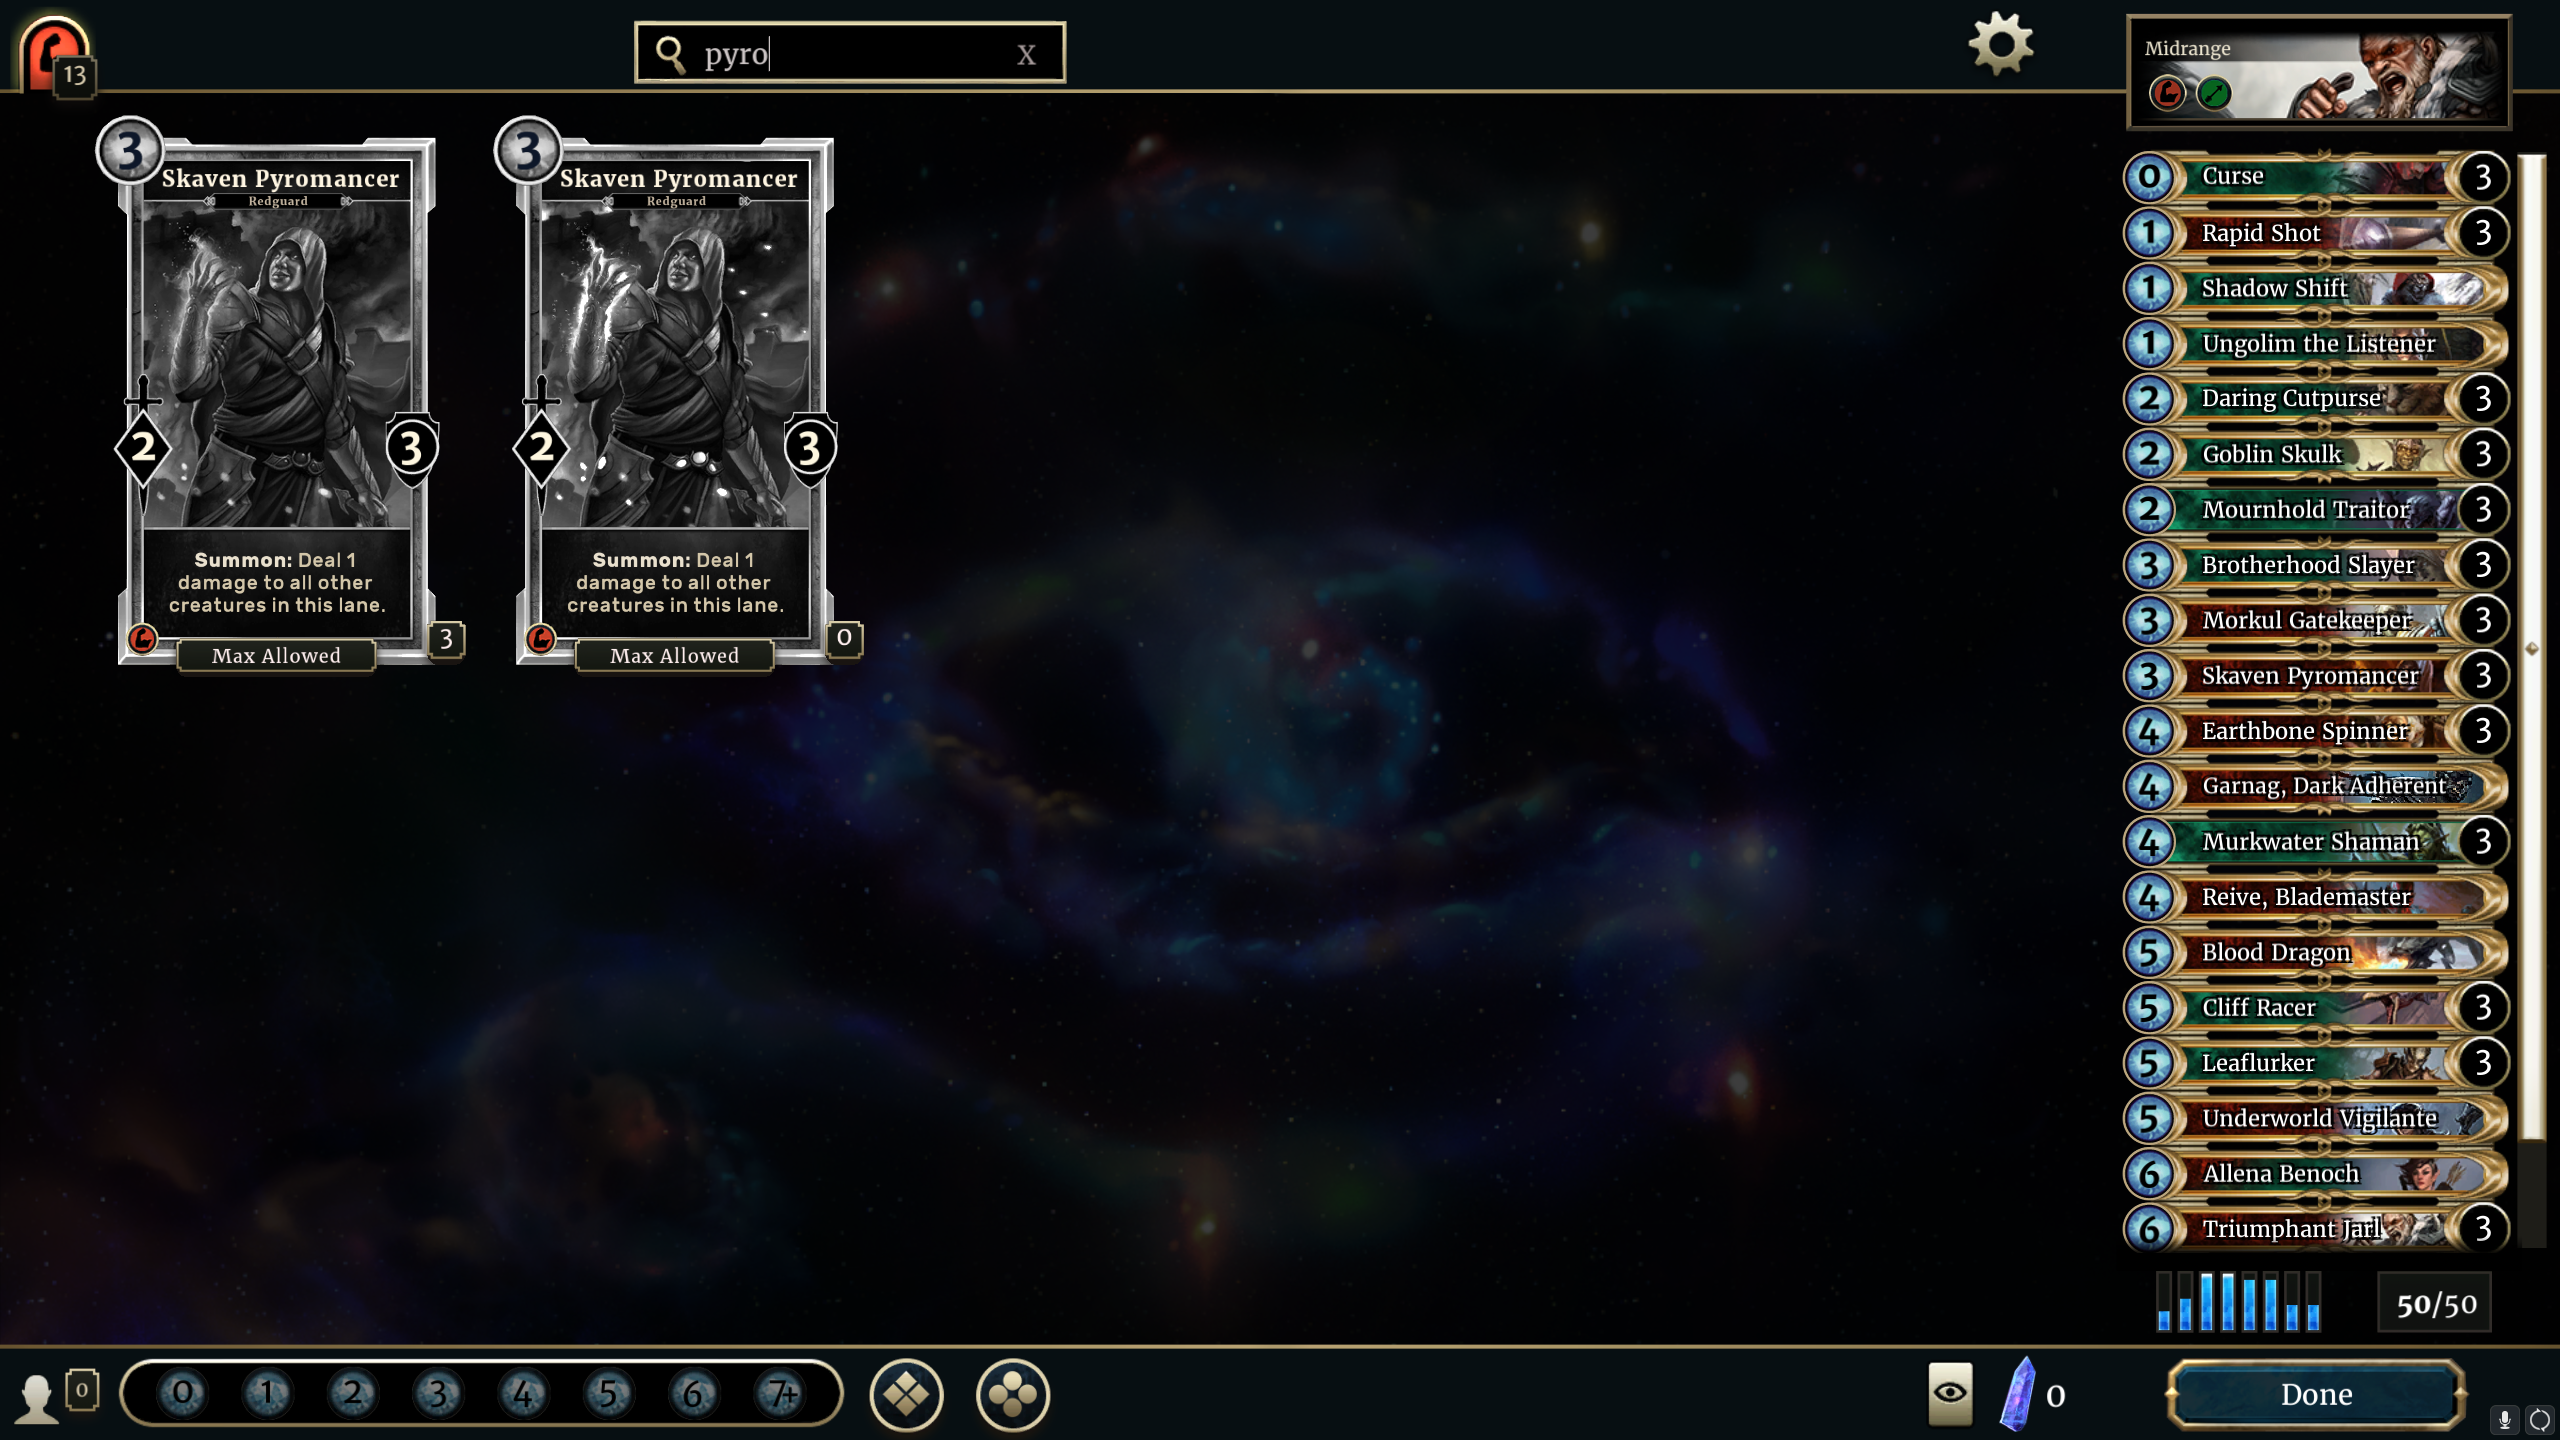 13
pyro
X
Midrange
3
Skaven Pyromancer
Redguard
2
3
Summon: Deal 1
damage to all other
creatures in this lane.
Max Allowed
3
3
Skaven Pyromancer
Redguard
2
3
Summon: Deal 1
damage to all other
creatures in this lane.
Max Allowed
0
0 Curse 3
1 Rapid Shot 3
1 Shadow Shift
1 Ungolim the Listener
2 Daring Cutpurse 3
2 Goblin Skulk 3
2 Mournhold Traitor 3
3 Brotherhood Slayer 3
3 Morkul Gatekeeper 3
3 Skaven Pyromancer 3
4 Earthbone Spinner 3
4 Garnag, Dark Adherent
4 Murkwater Shaman 3
4 Reive, Blademaster
5 Blood Dragon
5 Cliff Racer 3
5 Leaflurker 3
5 Underworld Vigilante
6 Allena Benoch
6 Triumphant Jarl 3
50/50
0
0 1 2 3 4 5 6 7+
0
Done